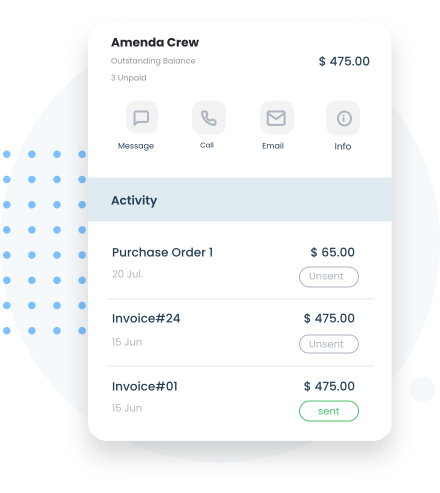 Amenda Crew
Outstanding Balance
$ 475.00
3 Unpaid
Message
Call
Email
Info
Activity
Purchase Order 1
$ 65.00
20 Jul.
Unsent
Invoice#24
$ 475.00
15 Jun
Unsent
Invoice#01
$ 475.00
15 Jun
sent